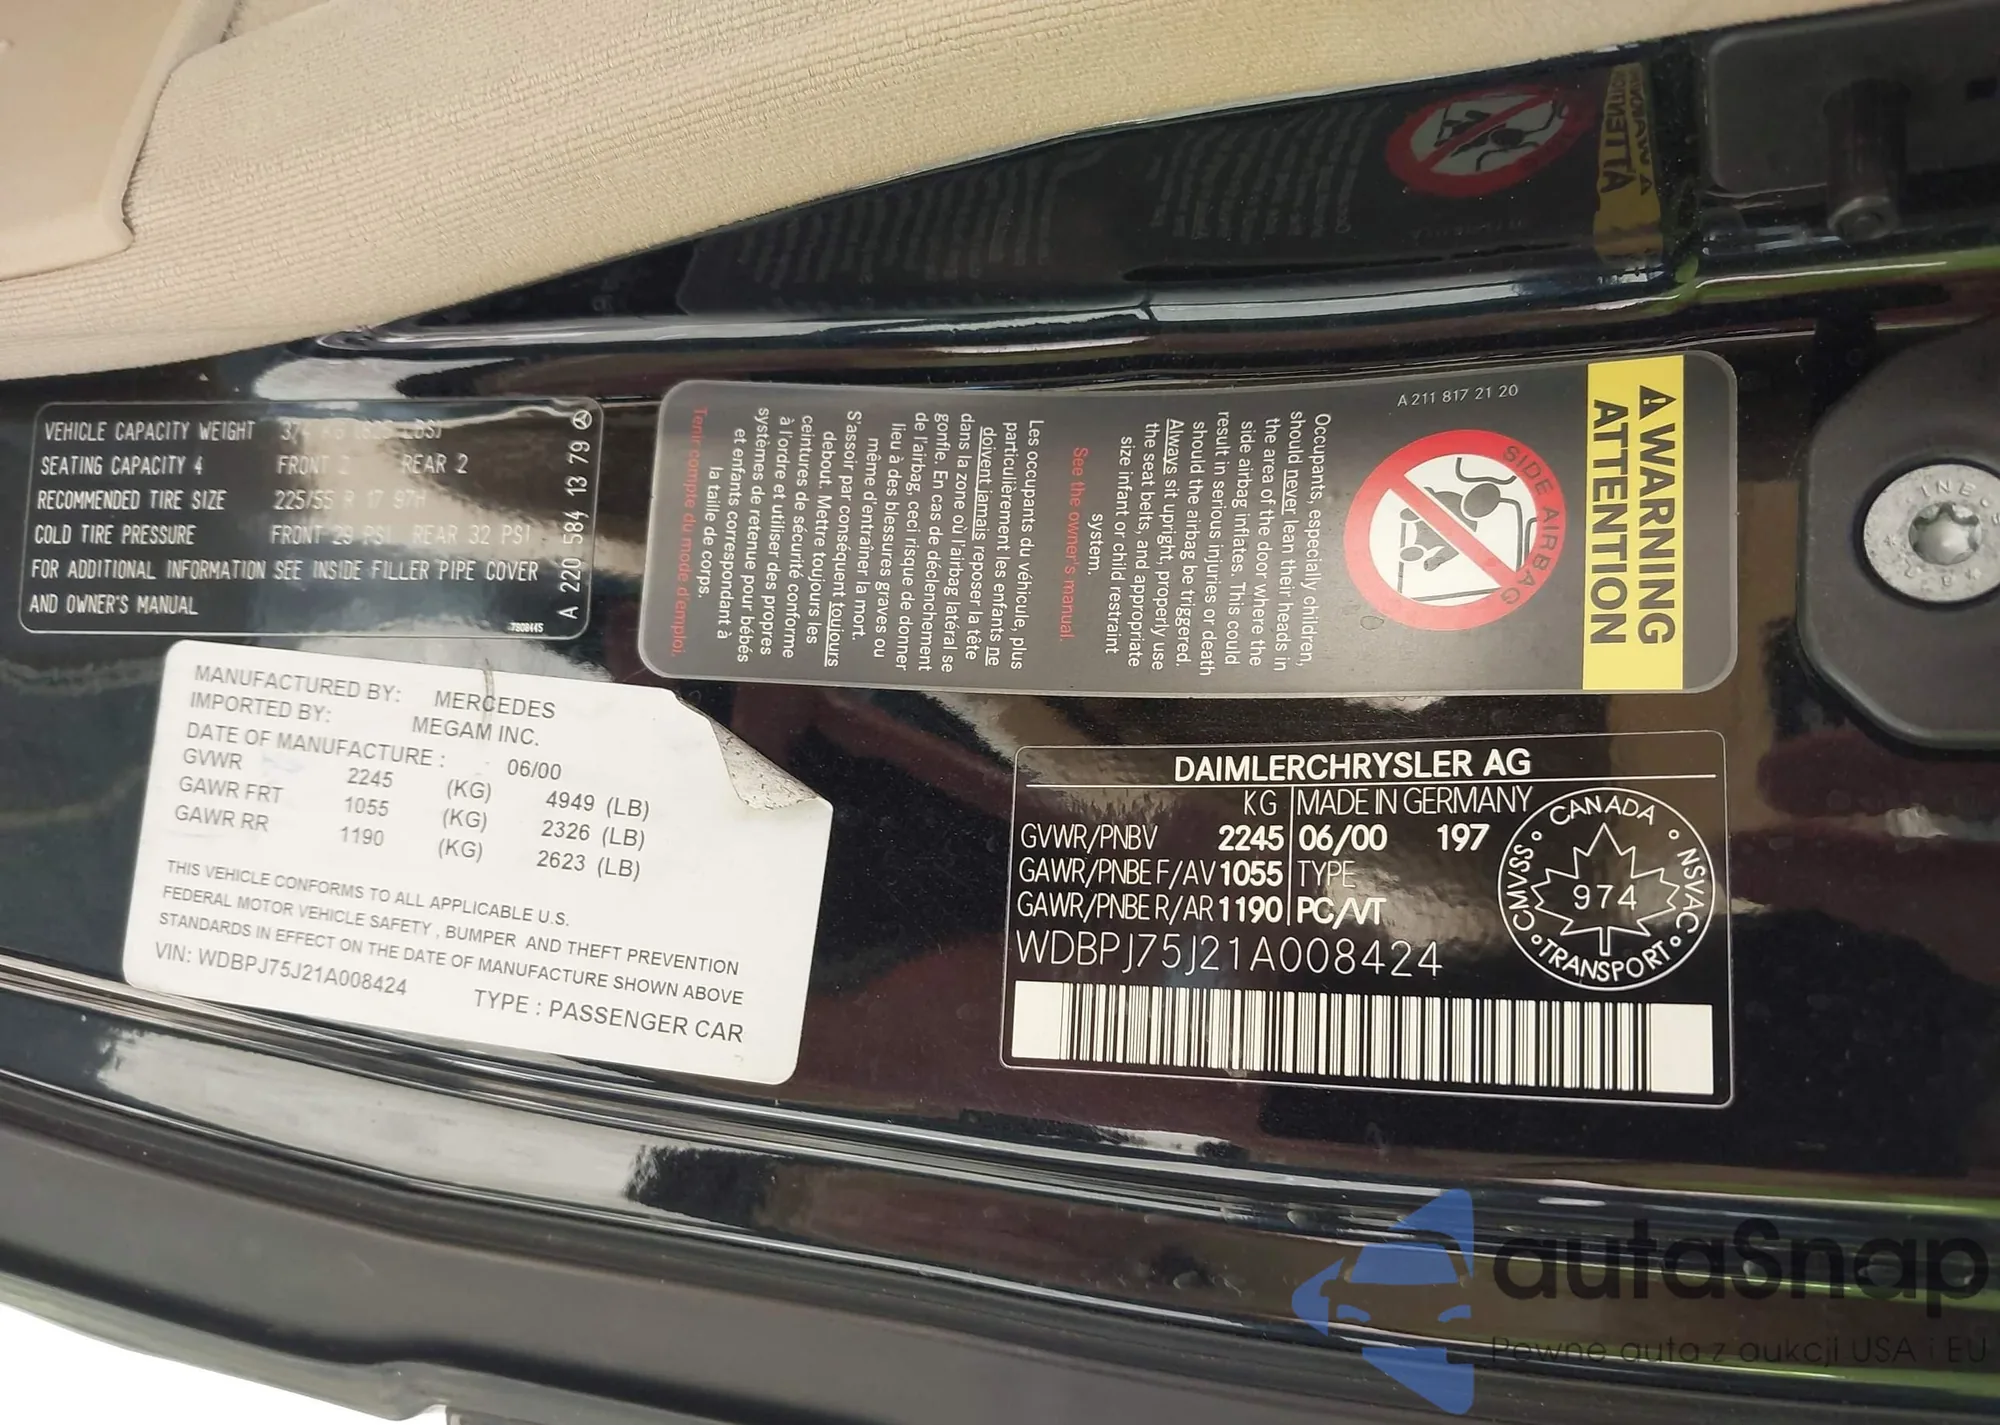 VEHICLE CAPACITY WEIGHT 374 KG (825 LBS)
SEATING CAPACITY 4 FRONT 2 REAR 2
RECOMMENDED TIRE SIZE 225/55 R 17 97H
COLD TIRE PRESSURE FRONT 29 PSI REAR 32 PSI
FOR ADDITIONAL INFORMATION SEE INSIDE FILLER PIPE COVER
AND OWNER'S MANUAL
7808445
A 220 584 13 79
MANUFACTURED BY: MERCEDES
IMPORTED BY: MEGAM INC.
DATE OF MANUFACTURE : 06/00
GVWR 2245 (KG) 4949 (LB)
GAWR FRT 1055 (KG) 2326 (LB)
GAWR RR 1190 (KG) 2623 (LB)
THIS VEHICLE CONFORMS TO ALL APPLICABLE U.S.
FEDERAL MOTOR VEHICLE SAFETY , BUMPER AND THEFT PREVENTION
STANDARDS IN EFFECT ON THE DATE OF MANUFACTURE SHOWN ABOVE
VIN: WDBPJ75J21A008424 TYPE : PASSENGER CAR
WARNING
ATTENTION
A 211 817 21 20
SIDE AIRBAG
Occupants, especially children,
should never lean their heads in
the area of the door where the
side airbag inflates. This could
result in serious injuries or death
should the airbag be triggered.
Always sit upright, properly use
the seat belts, and appropriate
size infant or child restraint
system.
See the owner's manual.
Les occupants du véhicule, plus
particulièrement les enfants ne
doivent jamais reposer la tête
dans la zone où l'airbag latéral se
gonfle. En cas de déclenchement
de l'airbag, ceci risque de donner
lieu à des blessures graves ou
même d'entraîner la mort.
S'assoir par conséquent toujours
debout. Mettre toujours les
ceintures de sécurité conforme
à l'ordre et utiliser des propres
systèmes de retenue pour bébés
et enfants correspondant à
la taille de corps.
Tenir compte du mode d'emploi.
DAIMLERCHRYSLER AG
KG MADE IN GERMANY
GVWR/PNBV 2245 06/00 197
GAWR/PNBE F/AV 1055 TYPE
GAWR/PNBE R/AR 1190 PC/VT
WDBPJ75J21A008424
CANADA
NSVAC
TRANSPORT
CMVSS
974
autaSnap
Pewne auta z aukcji USA i EU